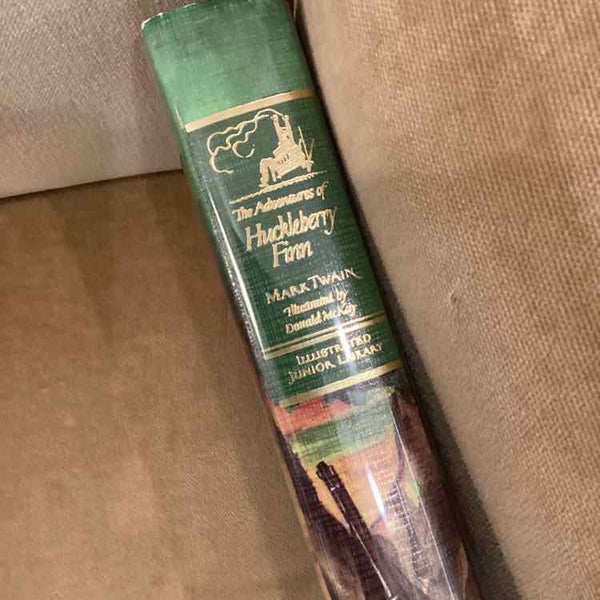 The Adventures of
Huckleberry
Finn
MARK TWAIN
Illustrated by
Donald McKay
ILLUSTRATED
JUNIOR LIBRARY